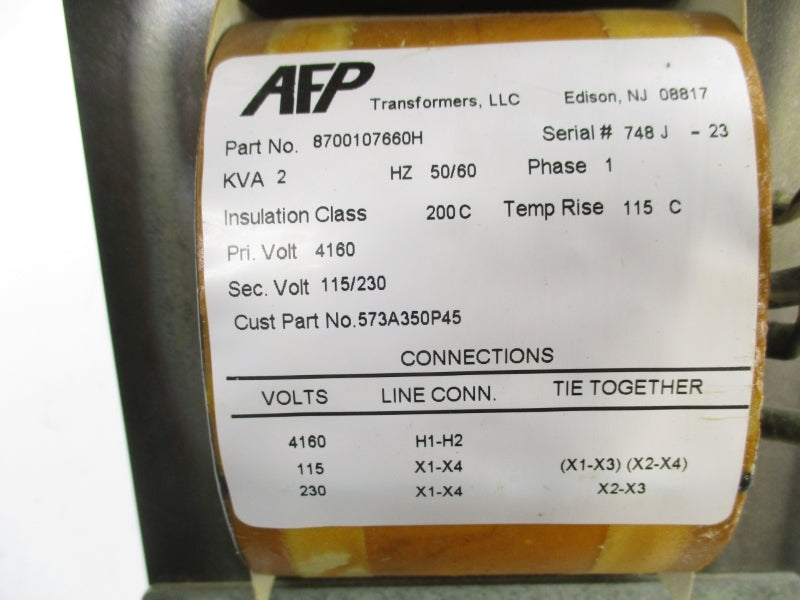 AFP Transformers, LLC Edison, NJ 08817
Part No. 8700107660H Serial # 748 J - 23
KVA 2 HZ 50/60 Phase 1
Insulation Class 200 C Temp Rise 115 C
Pri. Volt 4160
Sec. Volt 115/230
Cust Part No.573A350P45
CONNECTIONS
VOLTS LINE CONN. TIE TOGETHER
4160 H1-H2
115 X1-X4 (X1-X3) (X2-X4)
230 X1-X4 X2-X3